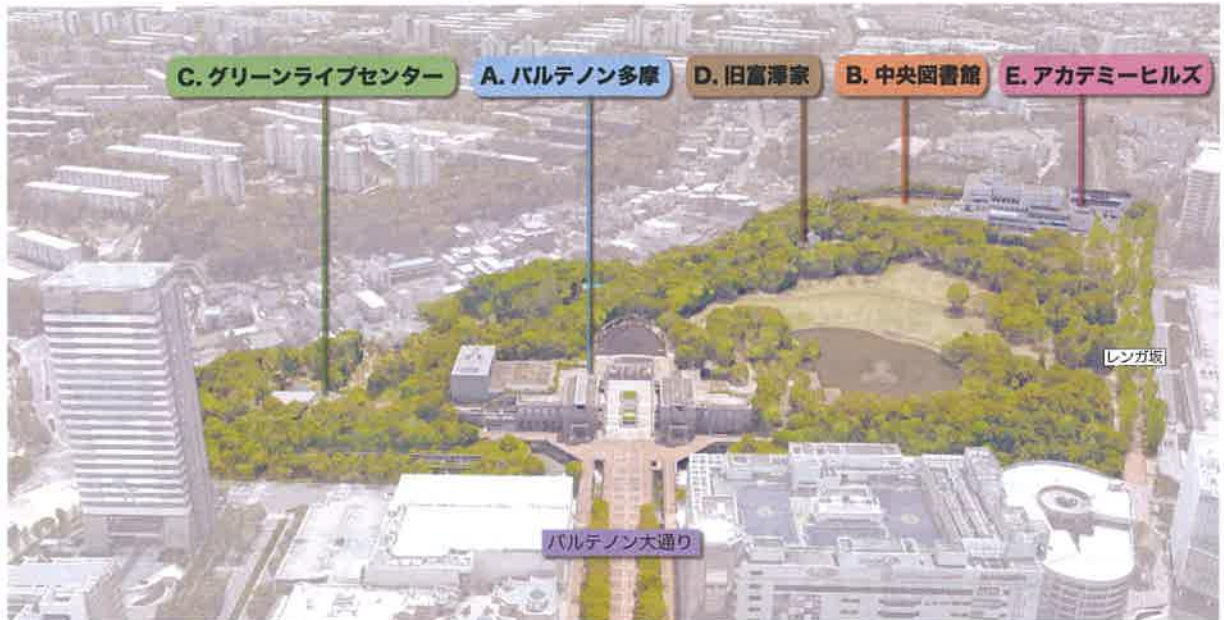 C. グリーンライブセンター
A. パルテノン多摩
D. 旧富澤家
B. 中央図書館
E. アカデミーヒルズ
レンガ坂
パルテノン大通り